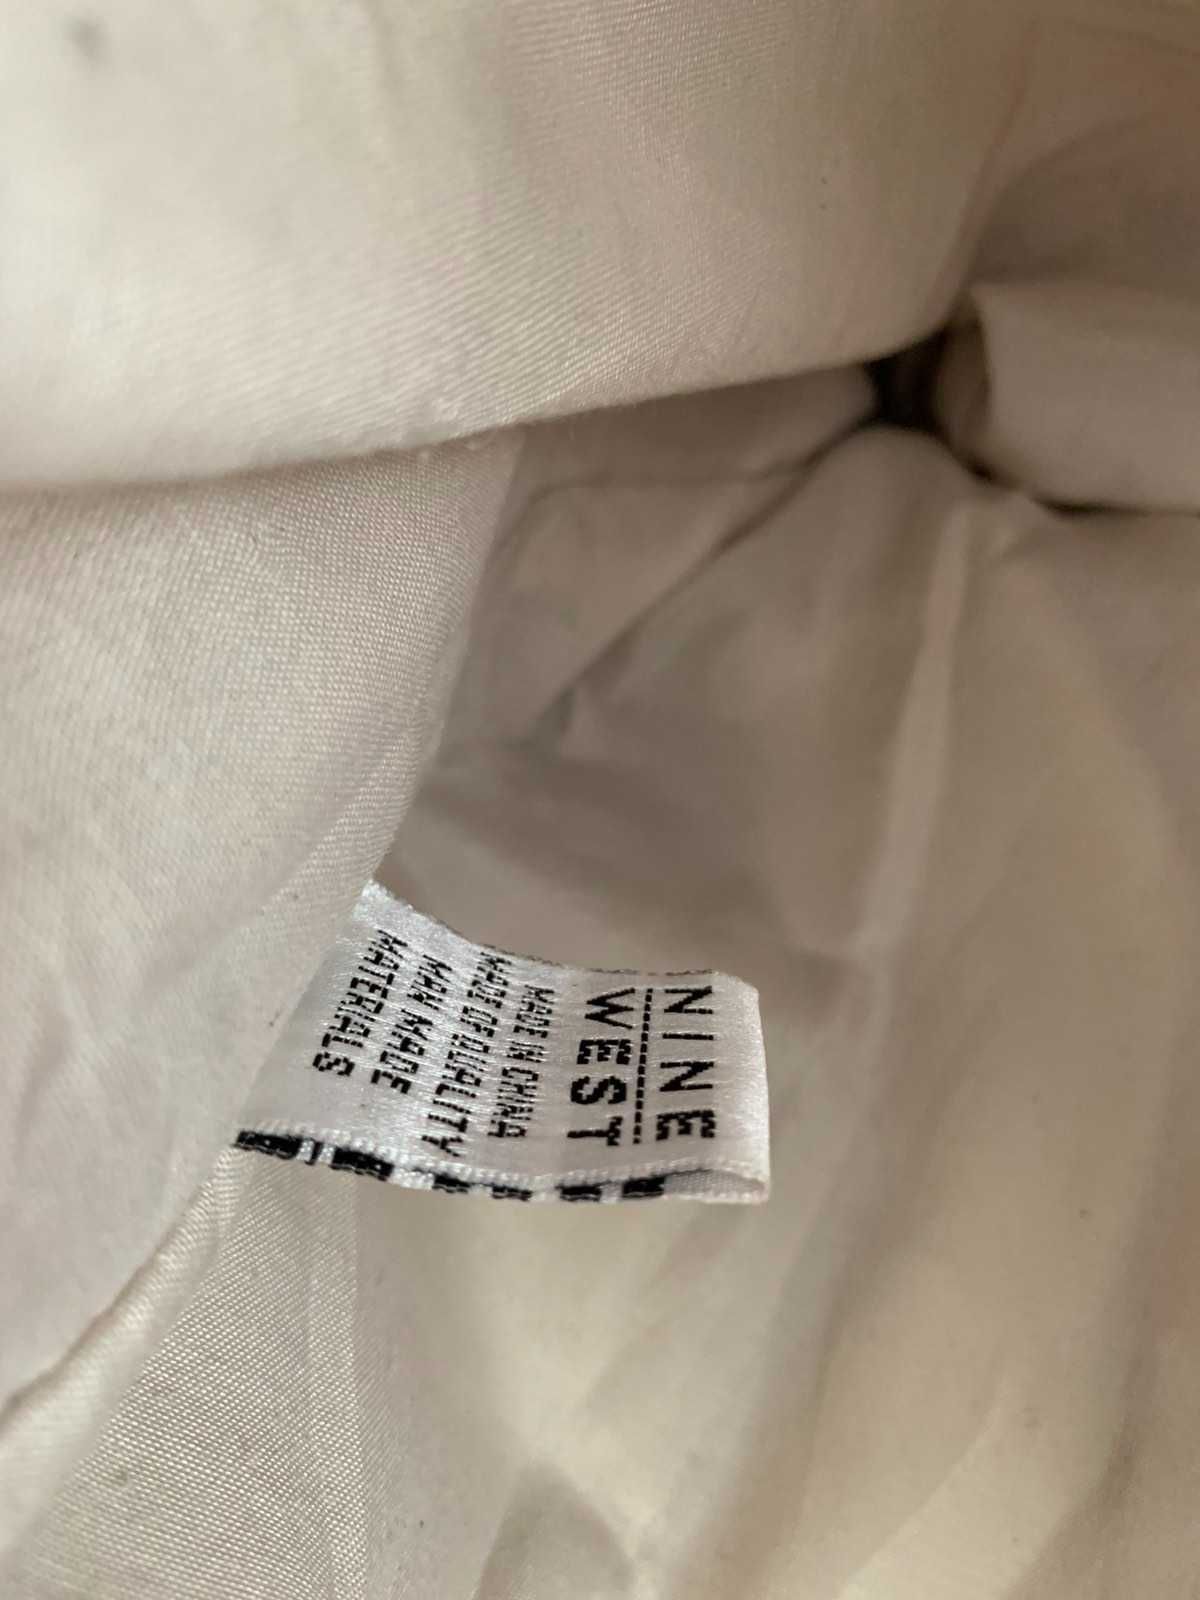 NINE
WEST
MADE IN CHINA
MADE OF QUALITY
MAN MADE
MATERIALS